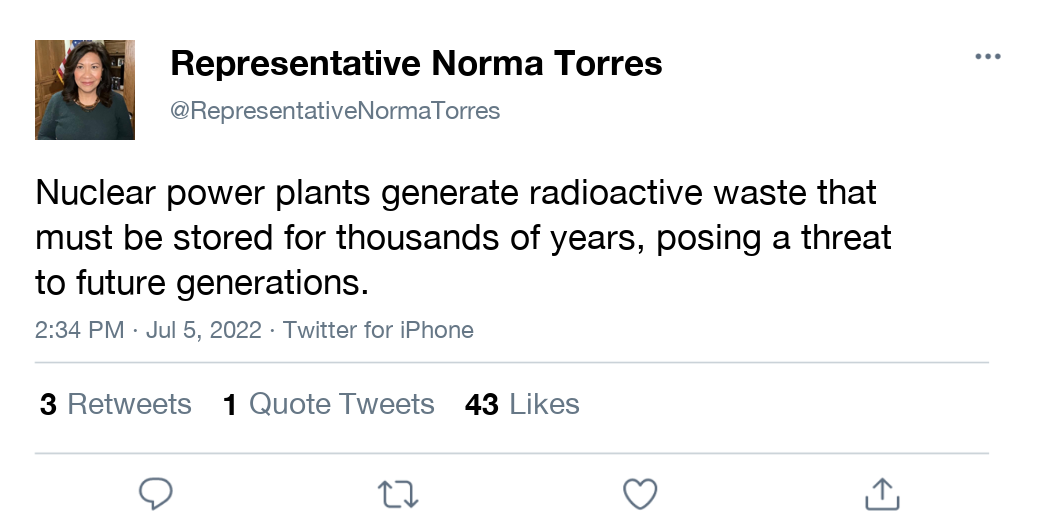 Representative Norma Torres
@RepresentativeNormaTorres
Nuclear power plants generate radioactive waste that
must be stored for thousands of years, posing a threat
to future generations.
2:34 PM · Jul 5, 2022 · Twitter for iPhone
3 Retweets 1 Quote Tweets 43 Likes